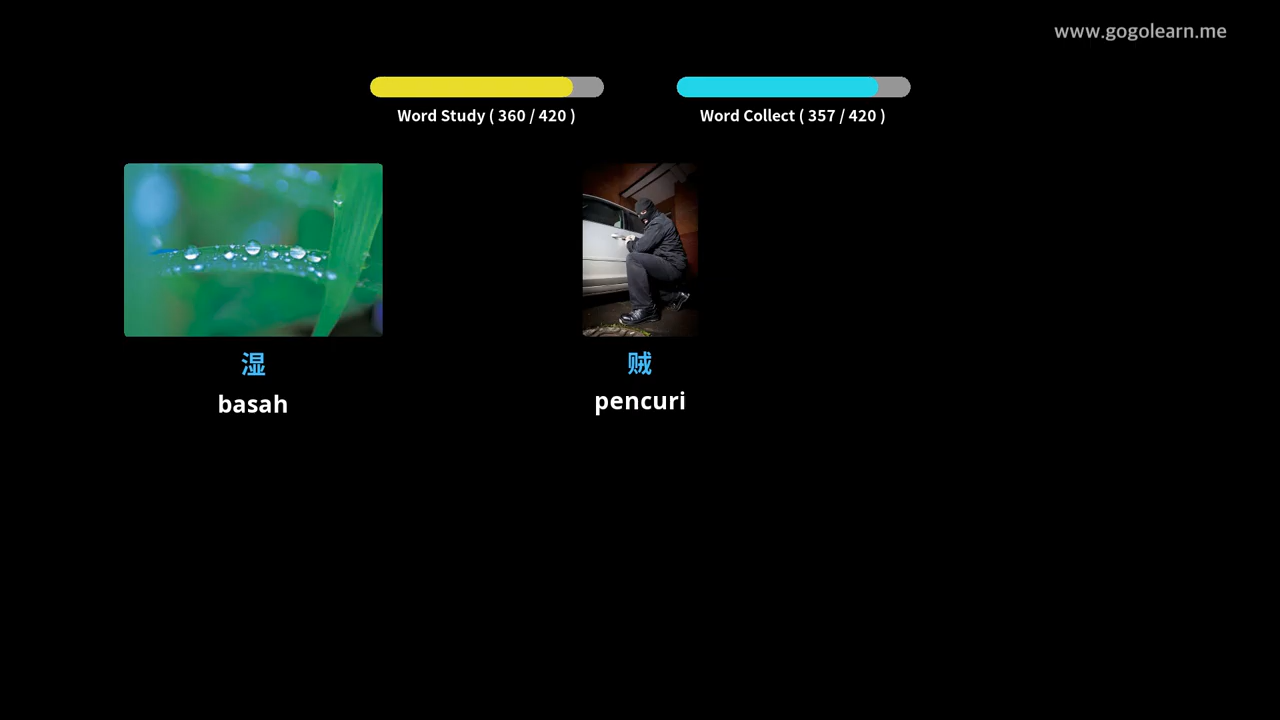 www.gogolearn.me
Word Study ( 360 / 420 )
Word Collect ( 357 / 420 )
湿
basah
贼
pencuri